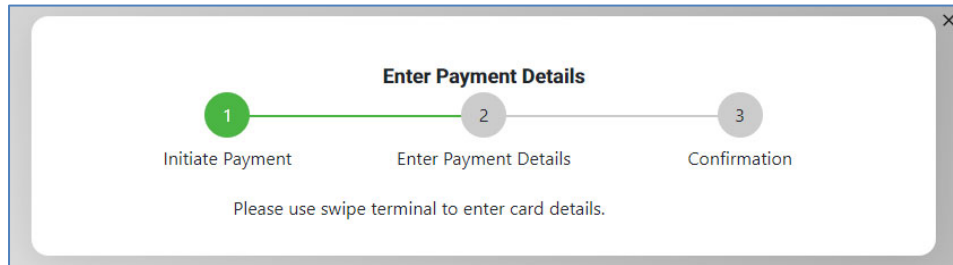 ×
Enter Payment Details
1 2 3
Initiate Payment Enter Payment Details Confirmation
Please use swipe terminal to enter card details.